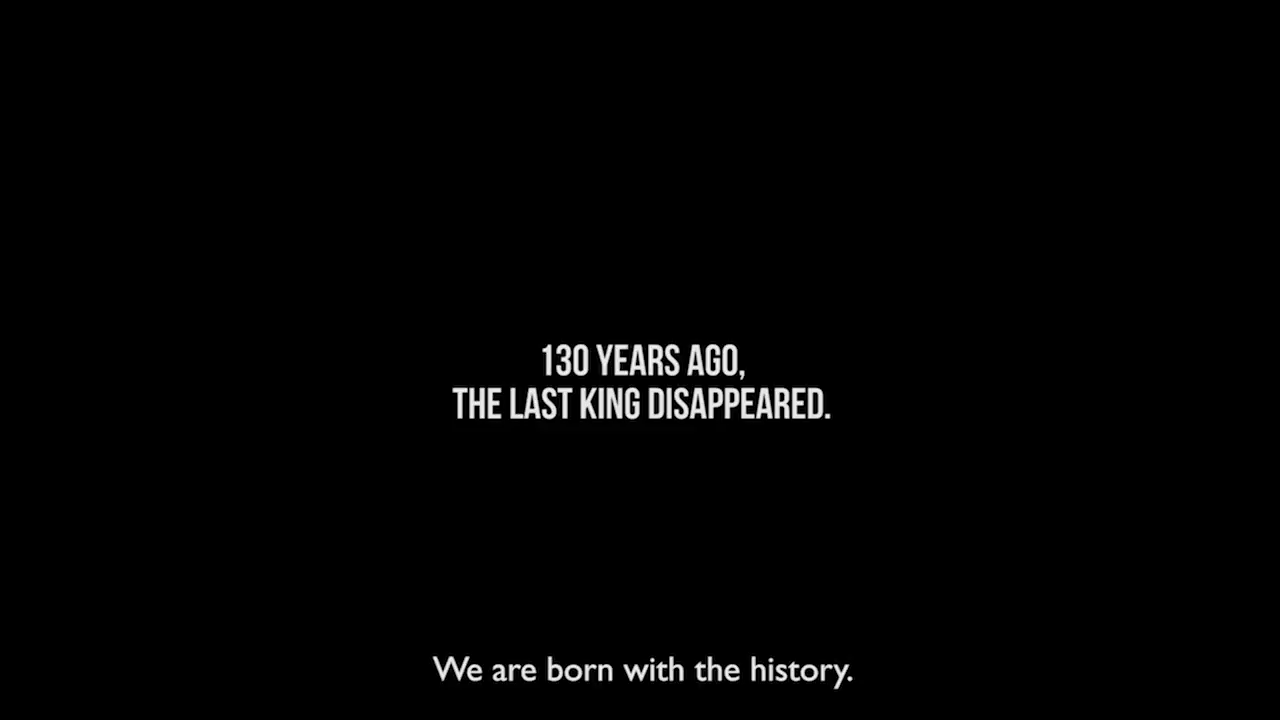 130 YEARS AGO,
THE LAST KING DISAPPEARED.
We are born with the history.